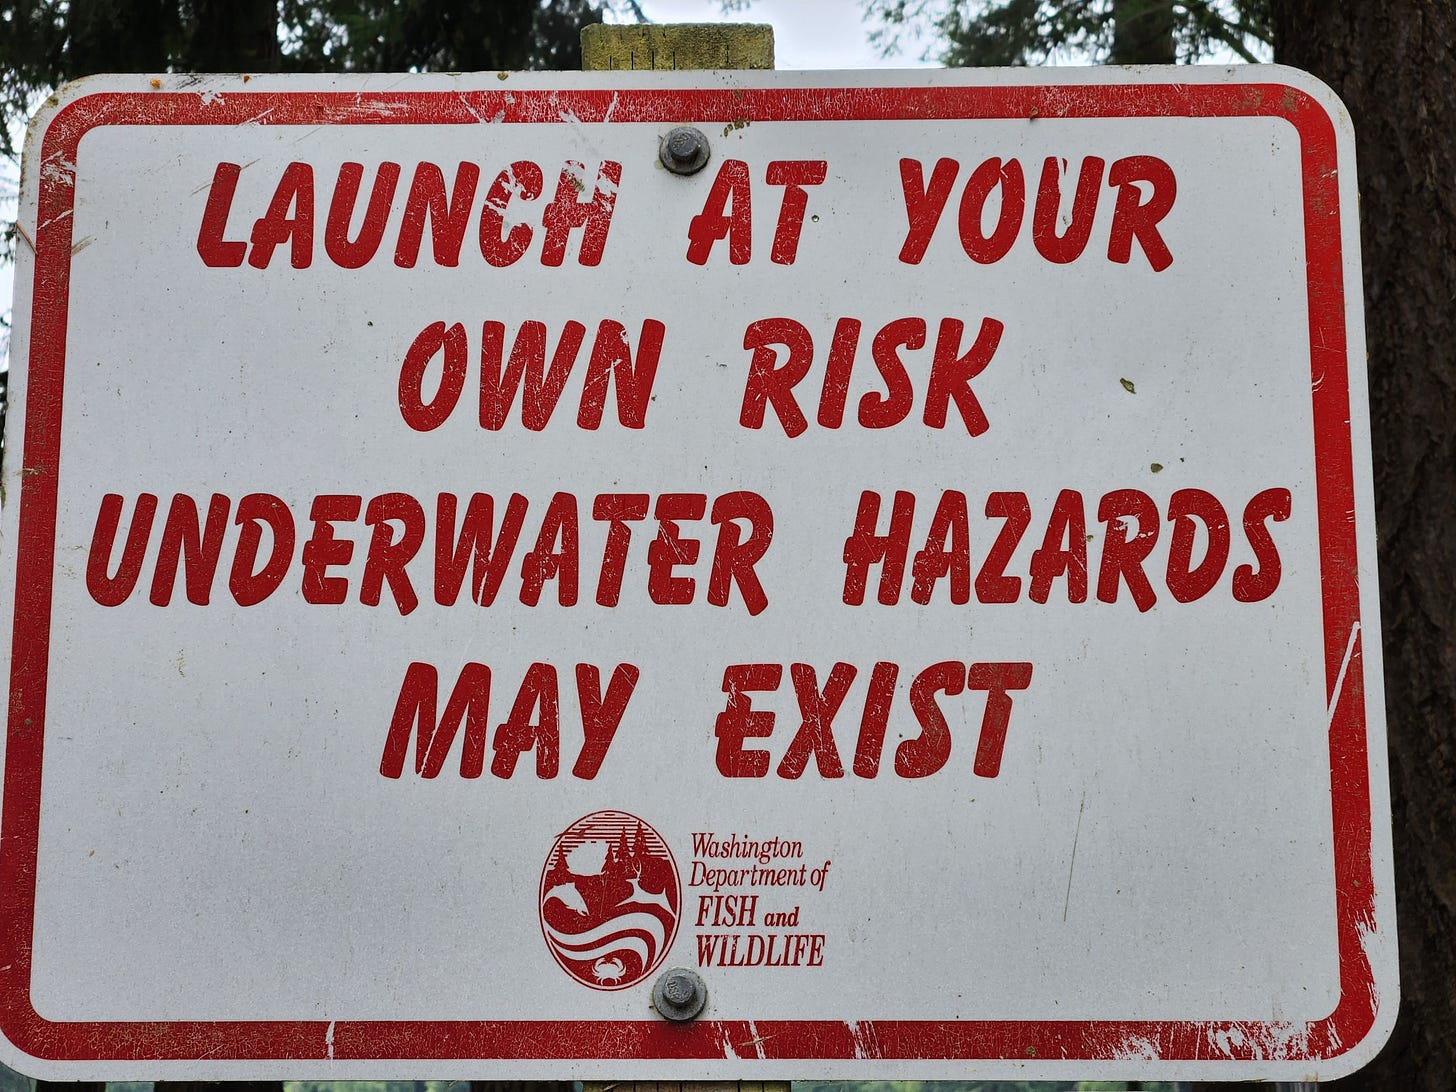 LAUNCH AT YOUR
OWN RISK
UNDERWATER HAZARDS
MAY EXIST
Washington
Department of
FISH and
WILDLIFE